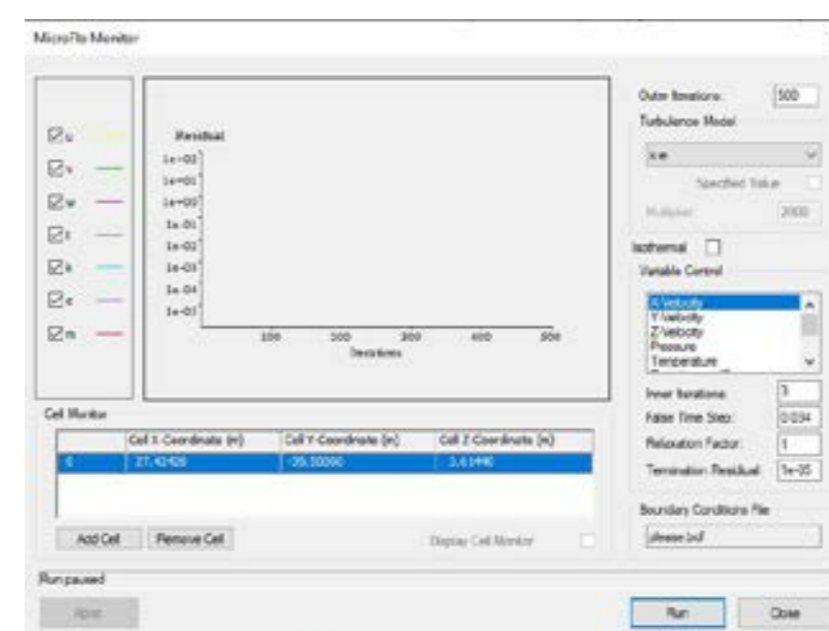 MicroFlo Monitor
u
v
w
t
k
e
m
Residual
1e+02
1e+01
1e+00
1e-01
1e-02
1e-03
1e-04
1e-05
100 200 300 400 500
Iterations
Outer Iterations: 500
Turbulence Model
k-e
Specified Value
Multiplier: 2000
Isothermal
Variable Control
X-Velocity
Y-Velocity
Z-Velocity
Pressure
Temperature
Inner Iterations: 3
False Time Step: 0.034
Relaxation Factor: 1
Termination Residual: 1e-05
Boundary Conditions File
please.bcf
Cell Monitor
Cell X-Coordinate (m) Cell Y-Coordinate (m) Cell Z-Coordinate (m)
Add Cell Remove Cell Display Cell Monitor
Run paused
Abort Run Close